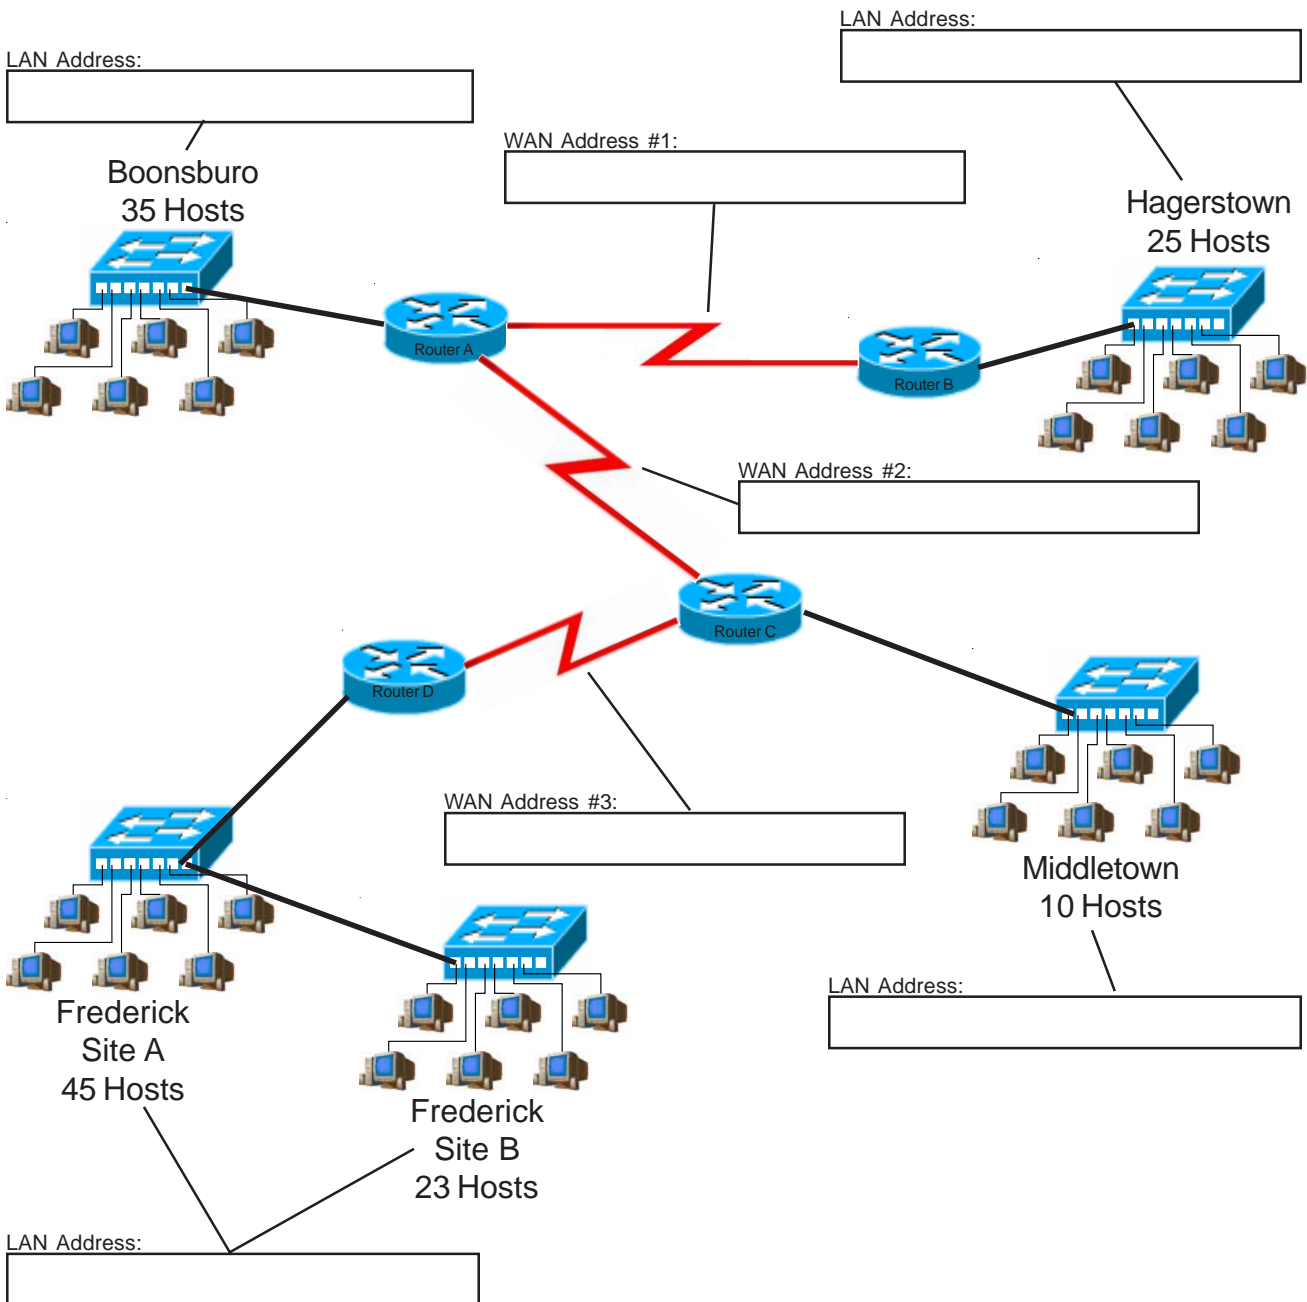 LAN Address:
LAN Address:
Boonsburo
35 Hosts
WAN Address #1:
Hagerstown
25 Hosts
Router A
Router B
WAN Address #2:
Router C
Router D
WAN Address #3:
Middletown
10 Hosts
LAN Address:
Frederick
Site A
45 Hosts
Frederick
Site B
23 Hosts
LAN Address: